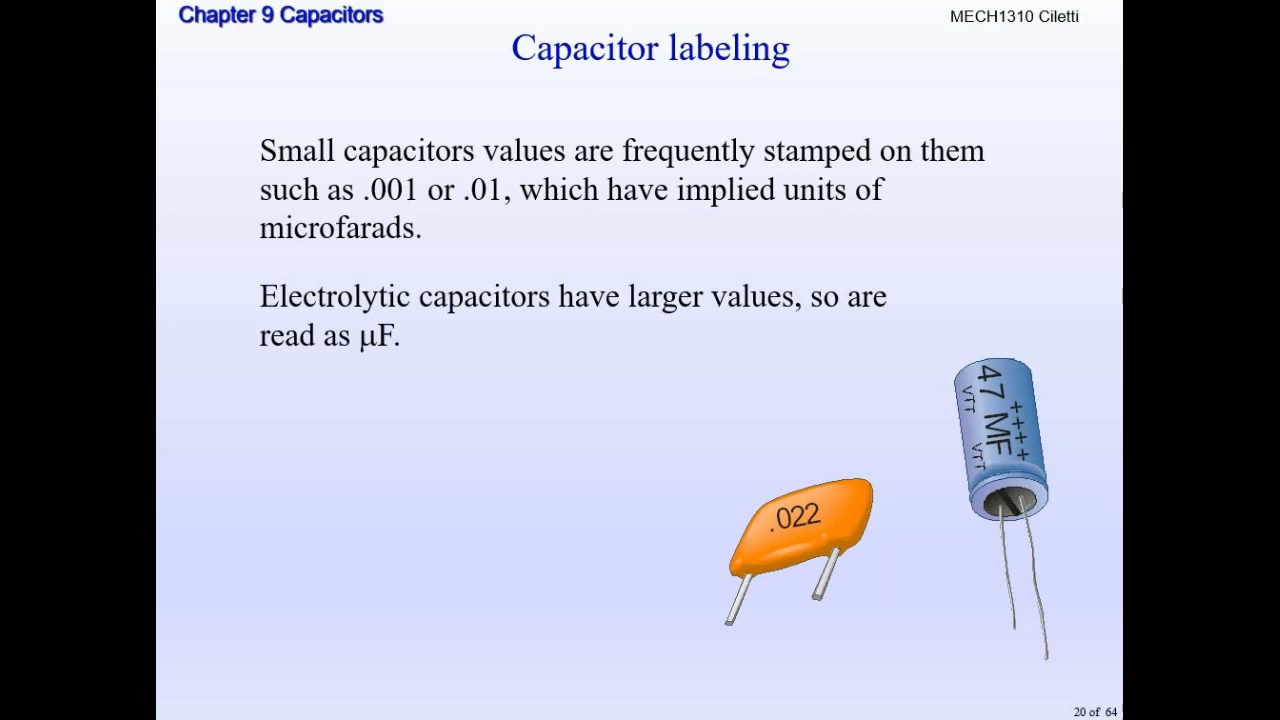 Chapter 9 Capacitors
MECH1310 Ciletti
Capacitor labeling
Small capacitors values are frequently stamped on them
such as .001 or .01, which have implied units of
microfarads.
Electrolytic capacitors have larger values, so are
read as μF.
47 MF
++++
VTT
VTT
.022
20 of 64